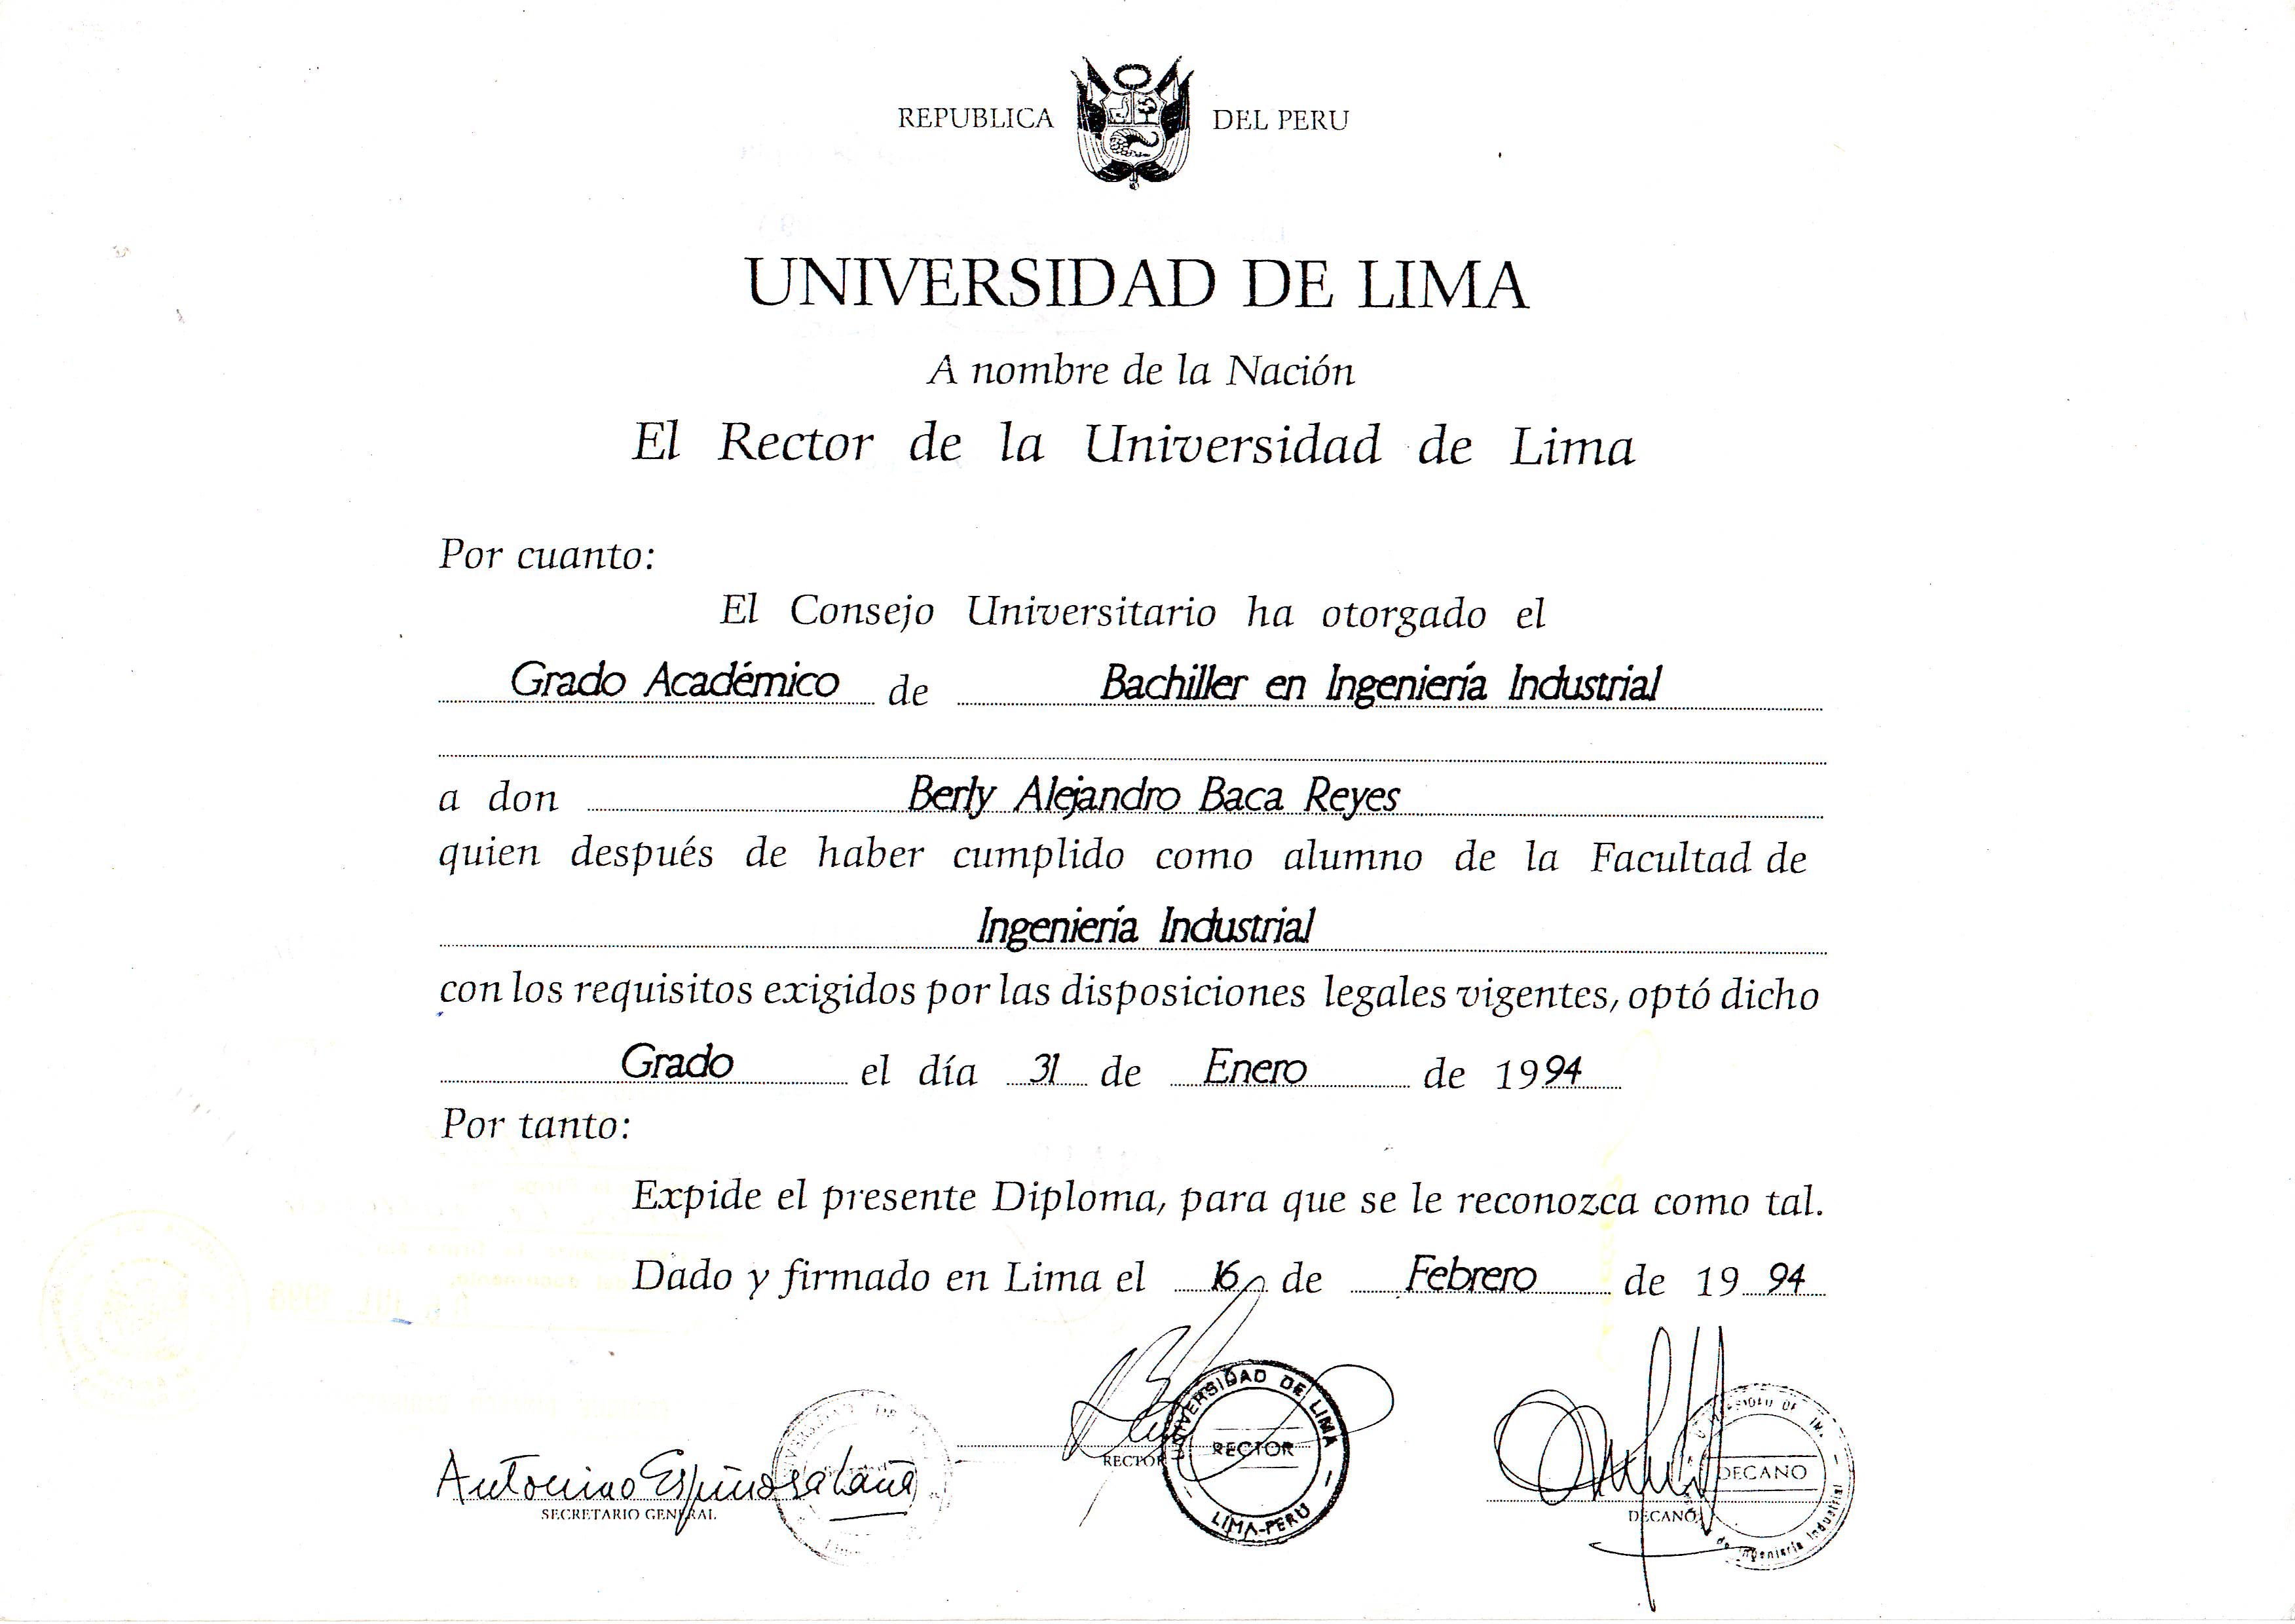 REPUBLICA DEL PERU
UNIVERSIDAD DE LIMA
A nombre de la Nación
El Rector de la Universidad de Lima
Por cuanto:
El Consejo Universitario ha otorgado el
Grado Académico de Bachiller en Ingeniería Industrial
a don Berly Alejandro Baca Reyes
quien después de haber cumplido como alumno de la Facultad de
Ingeniería Industrial
con los requisitos exigidos por las disposiciones legales vigentes, optó dicho
Grado el día 31 de Enero de 1994
Por tanto:
Expide el presente Diploma, para que se le reconozca como tal.
Dado y firmado en Lima el 16 de Febrero de 1994
UNIVERSIDAD DE LIMA
RECTOR
LIMA-PERU
RECTOR
Antonino Espinosa Laña
SECRETARIO GENERAL
DECANO
de Ingeniería Industrial
DECANO